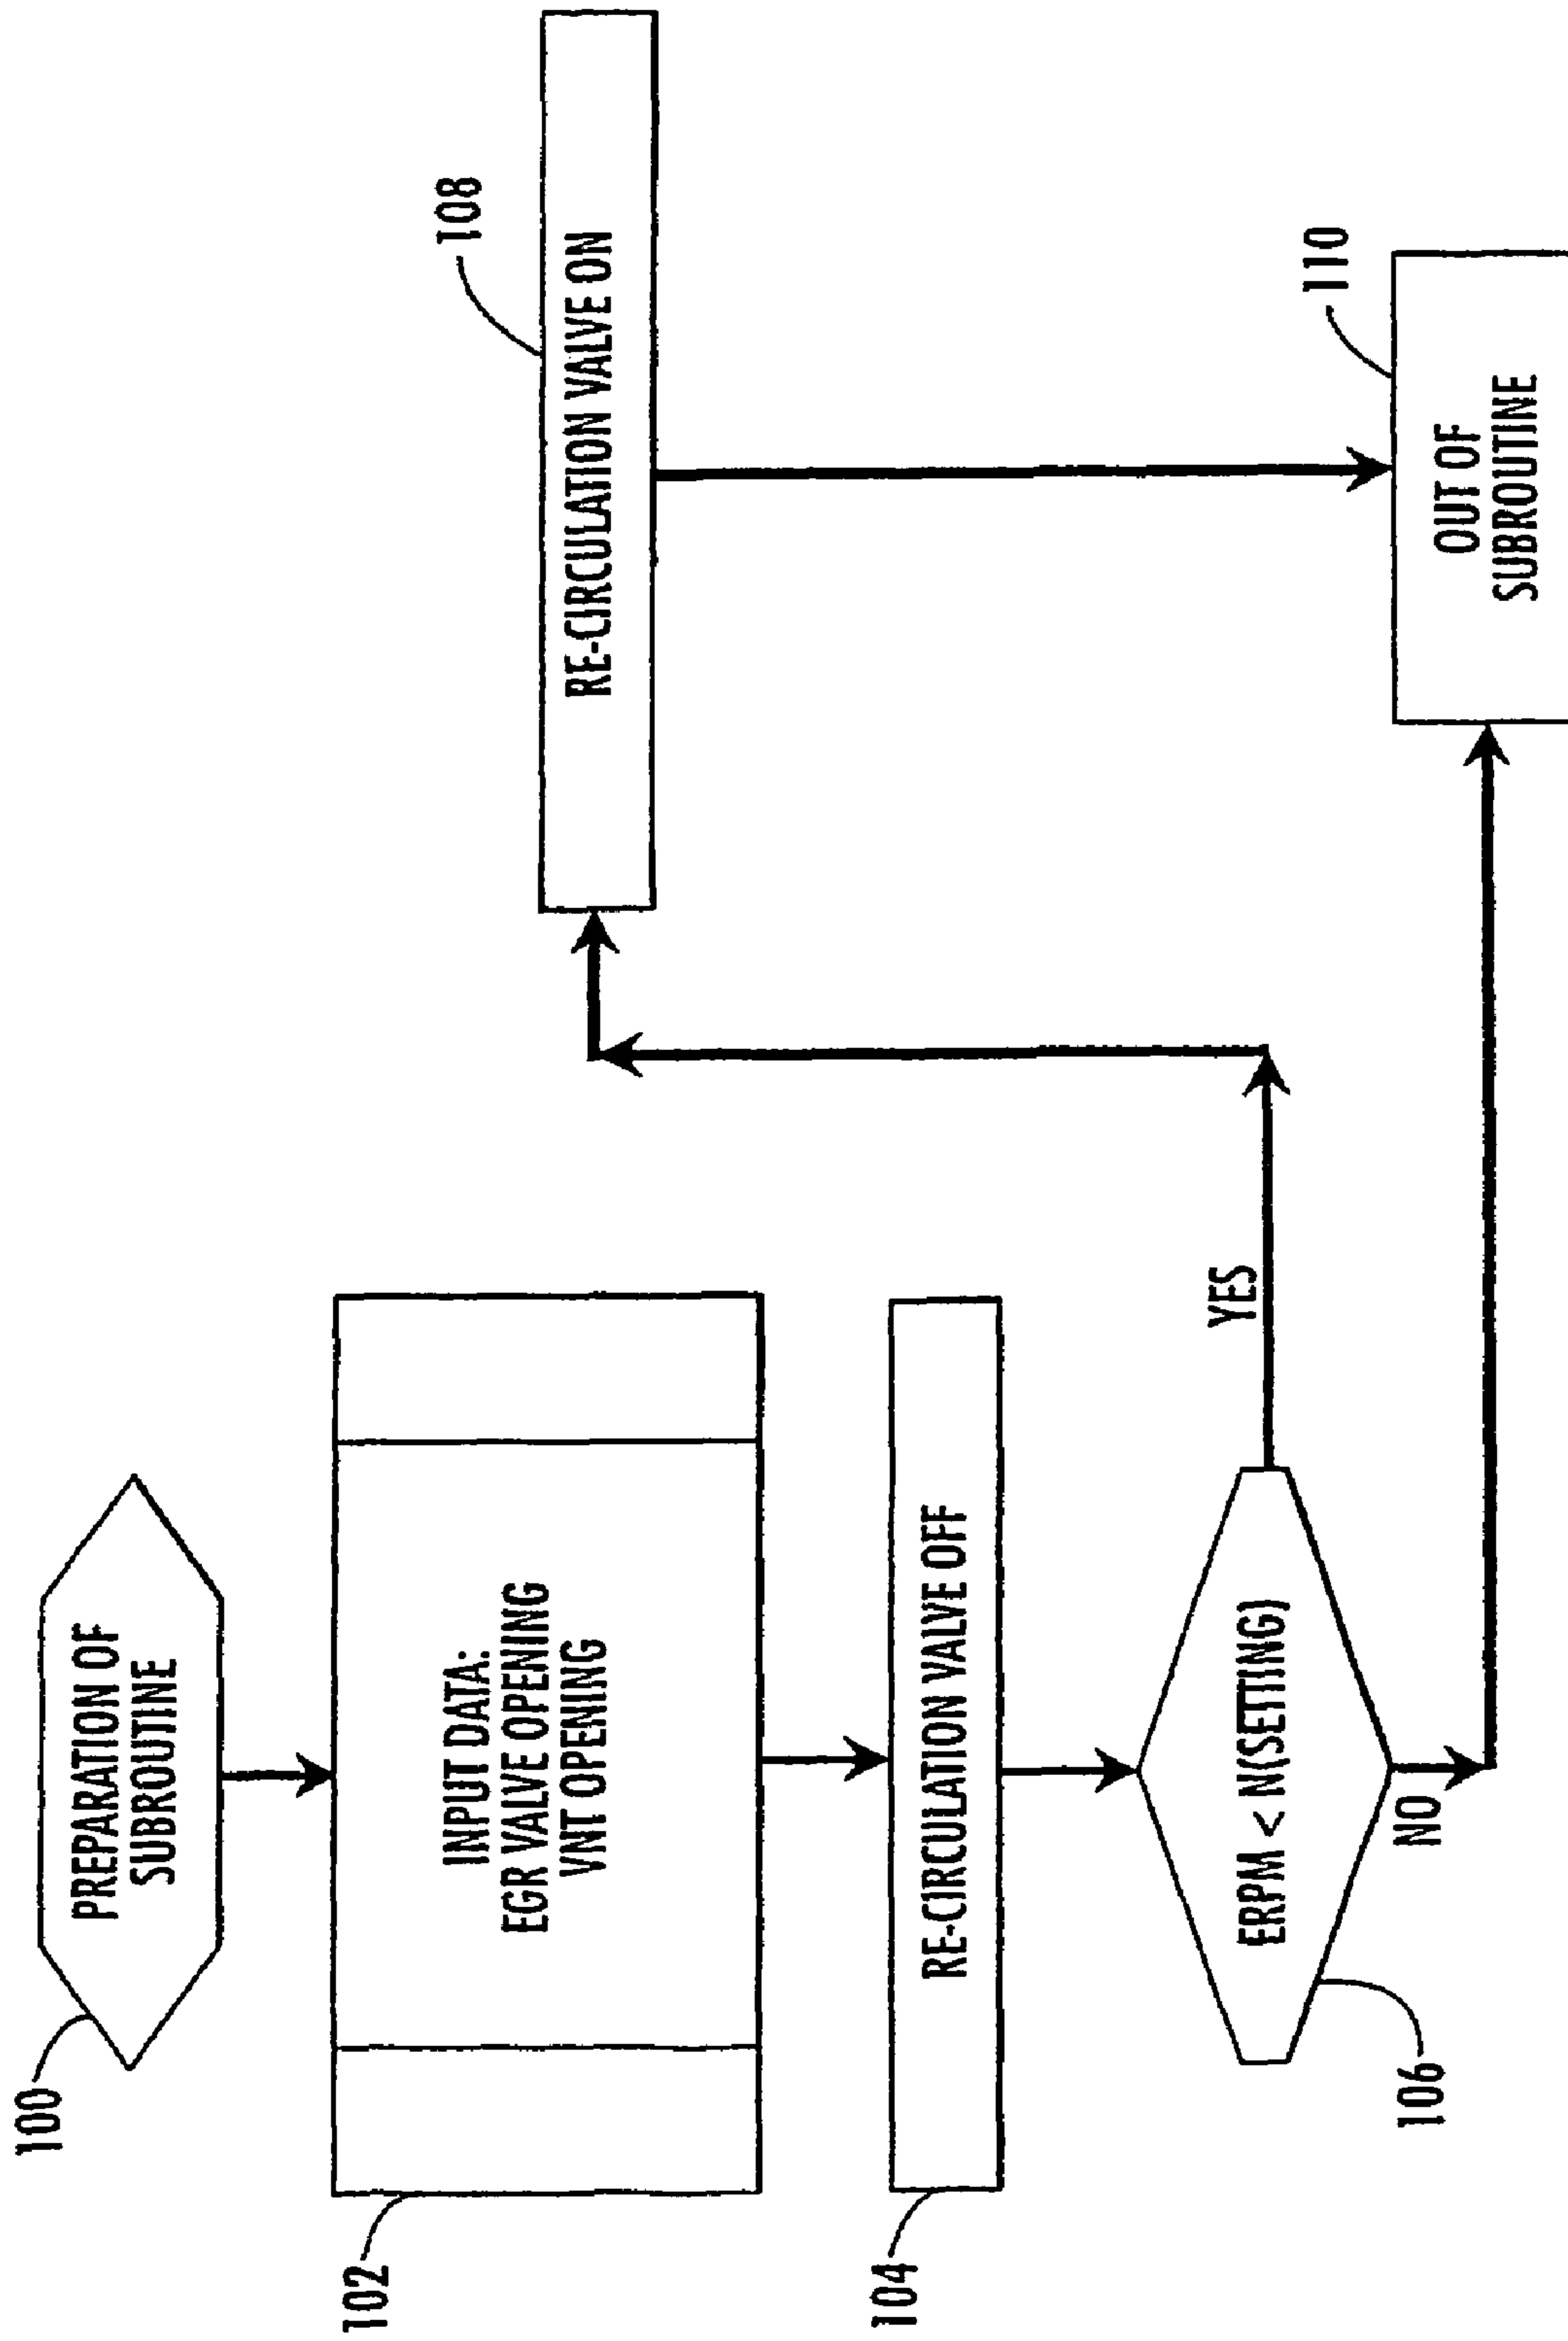 100
PREPARATION OF
SUBROUTINE
102
INPUT DATA:
EGR VALVE OPENING
VNT OPENING
104
RE-CIRCULATION VALVE OFF
106
ERPM < N(SETTING)
YES
NO
108
RE-CIRCULATION VALVE ON
110
OUT OF
SUBROUTINE